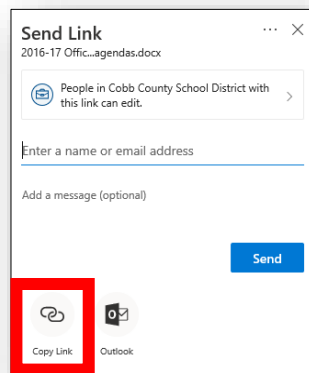 Send Link
2016-17 Offic...agendas.docx
People in Cobb County School District with
this link can edit.
Enter a name or email address
Add a message (optional)
Send
Copy Link
Outlook